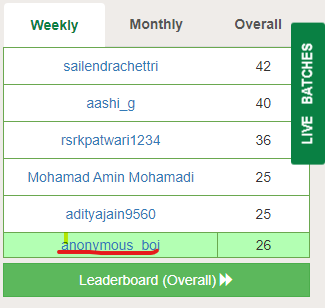 Weekly Monthly Overall
sailendrachettri 42
aashi_g 40
rsrkpatwari1234 36
Mohamad Amin Mohamadi 25
adityajain9560 25
anonymous_boi 26
Leaderboard (Overall)
LIVE BATCHES